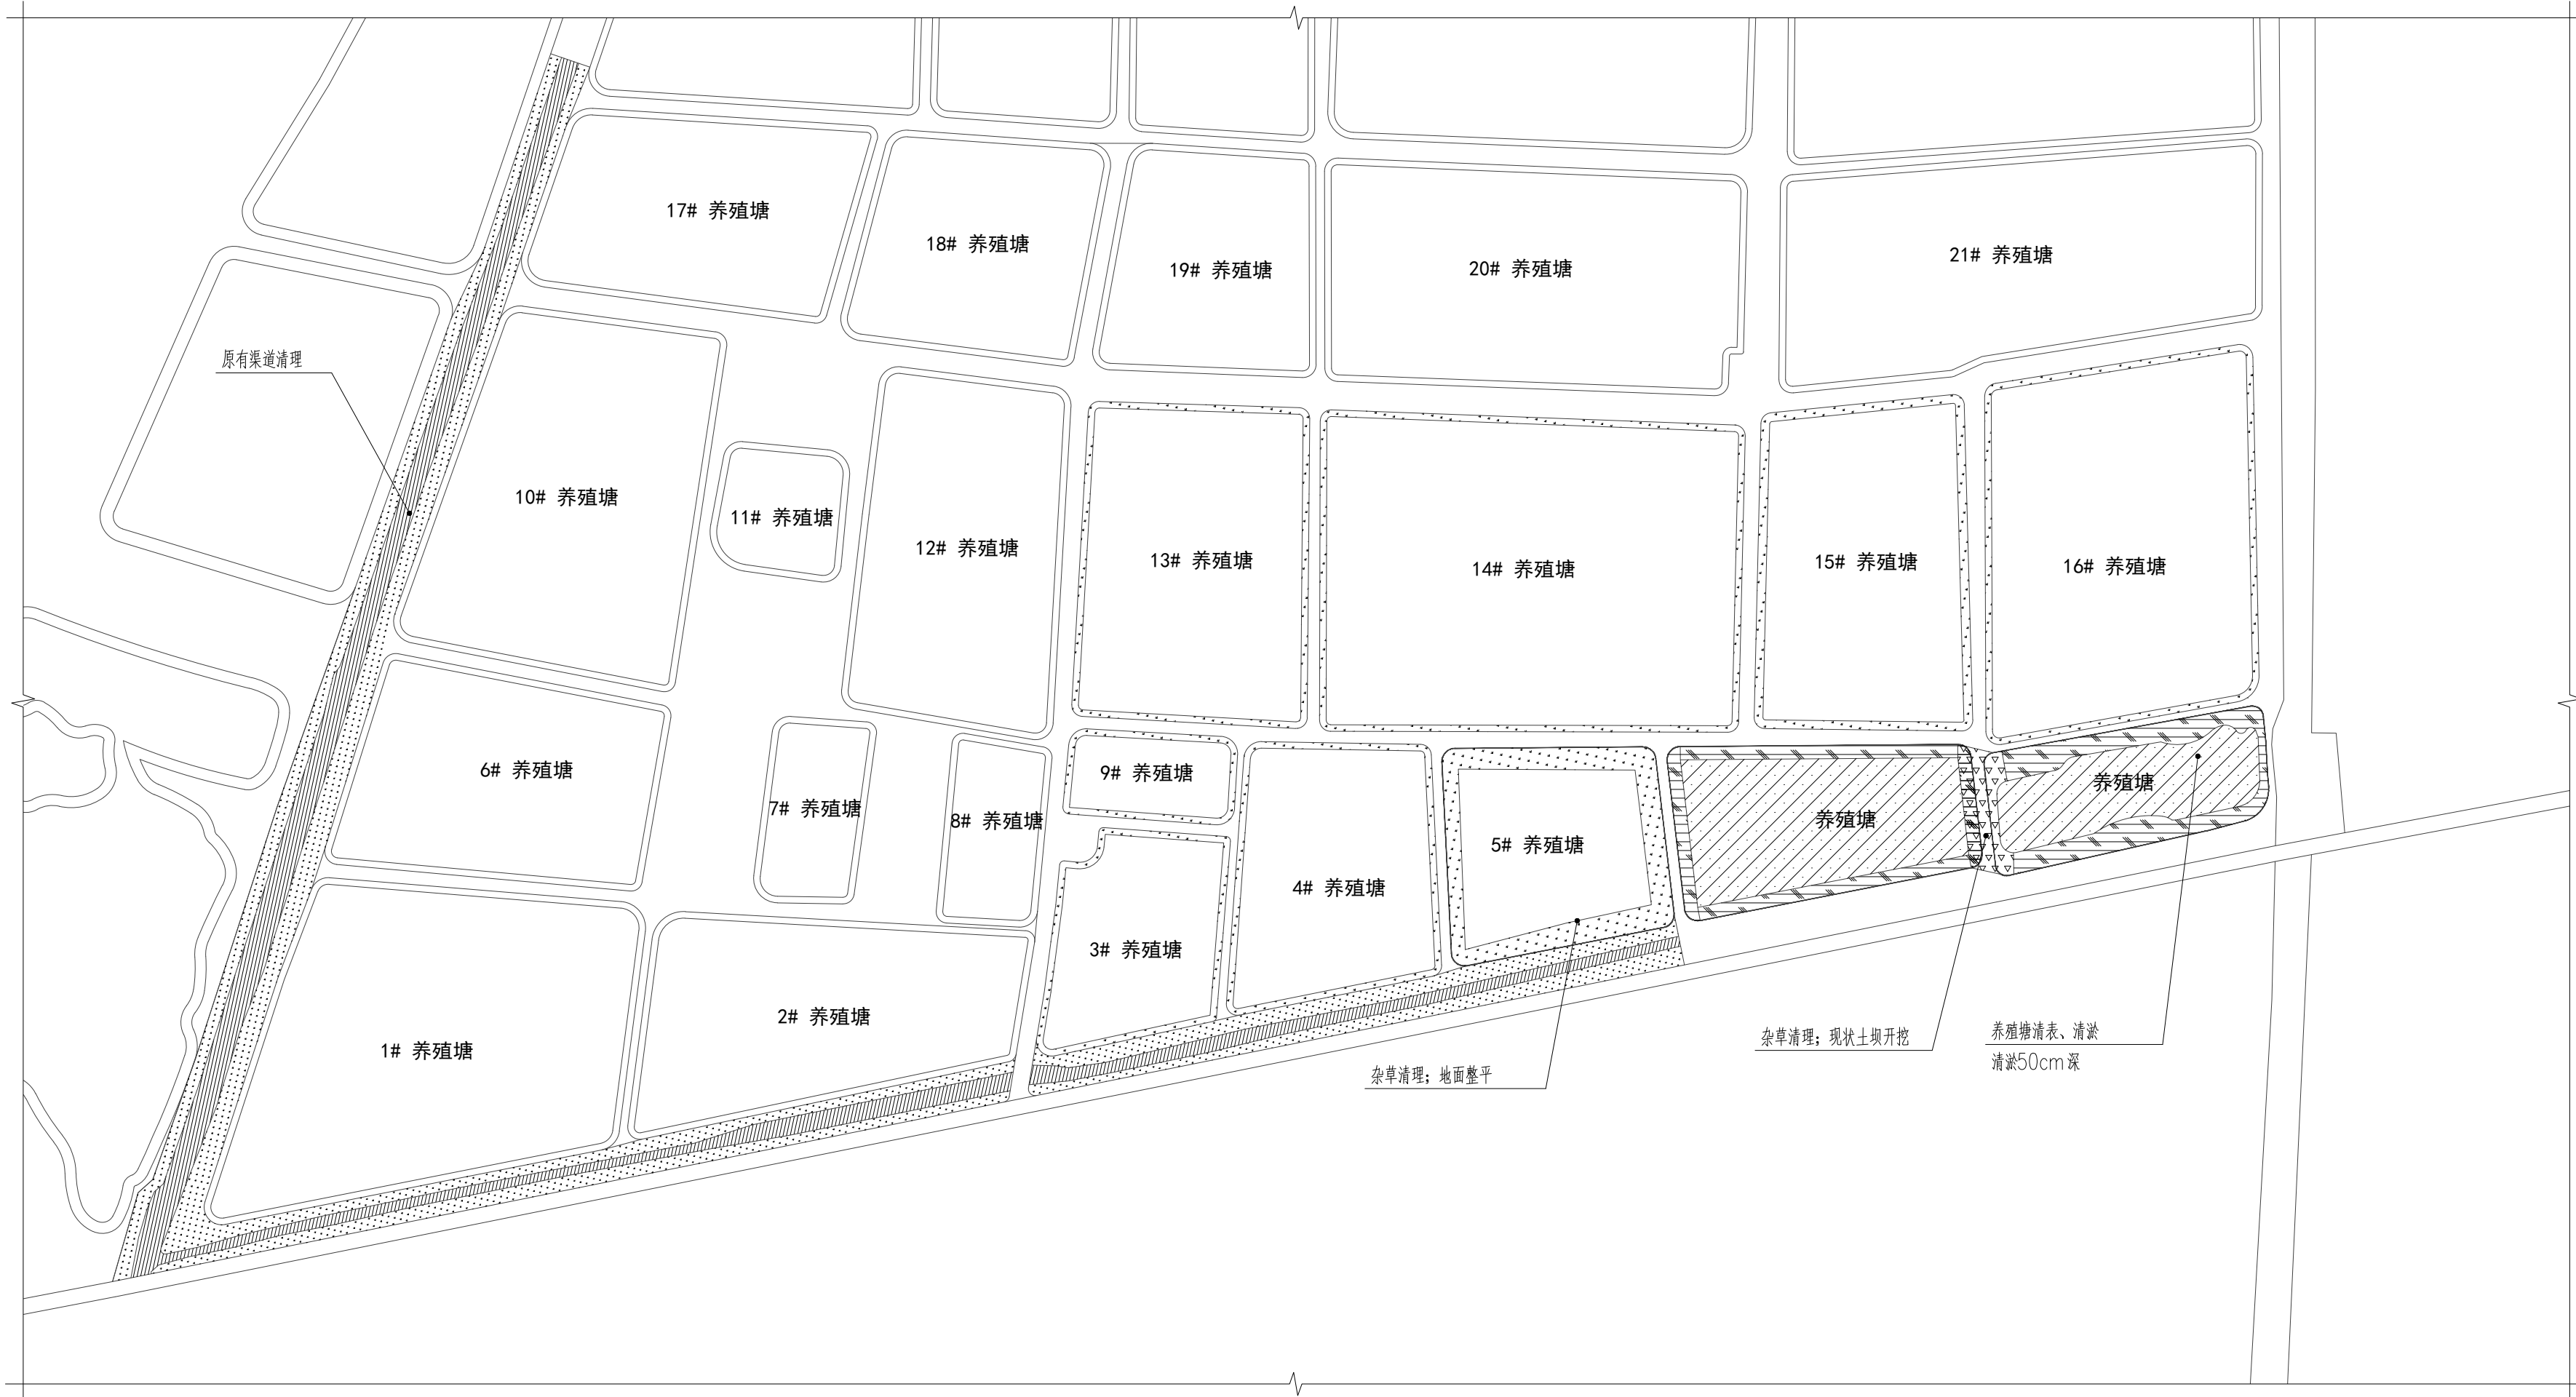 17# 养殖塘
18# 养殖塘
19# 养殖塘
20# 养殖塘
21# 养殖塘
原有渠道清理
10# 养殖塘
11# 养殖塘
12# 养殖塘
13# 养殖塘
14# 养殖塘
15# 养殖塘
16# 养殖塘
6# 养殖塘
7# 养殖塘
8# 养殖塘
9# 养殖塘
5# 养殖塘
养殖塘
养殖塘
4# 养殖塘
3# 养殖塘
2# 养殖塘
1# 养殖塘
杂草清理；地面整平
杂草清理；现状土坝开挖
养殖塘清表、清淤
清淤50cm深